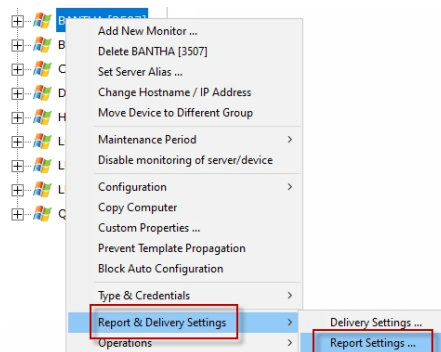 BANTHA [3507]
B
C
D
H
L
L
L
Q
Add New Monitor ...
Delete BANTHA [3507]
Set Server Alias ...
Change Hostname / IP Address
Move Device to Different Group
Maintenance Period >
Disable monitoring of server/device
Configuration >
Copy Computer
Custom Properties ...
Prevent Template Propagation
Block Auto Configuration
Type & Credentials >
Report & Delivery Settings >
Operations >
Delivery Settings ...
Report Settings ...